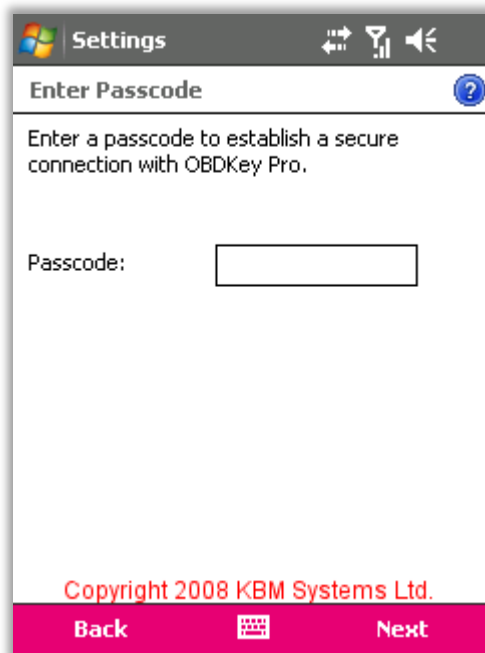 Settings
Enter Passcode
?
Enter a passcode to establish a secure
connection with OBDKey Pro.
Passcode:
Copyright 2008 KBM Systems Ltd.
Back Next